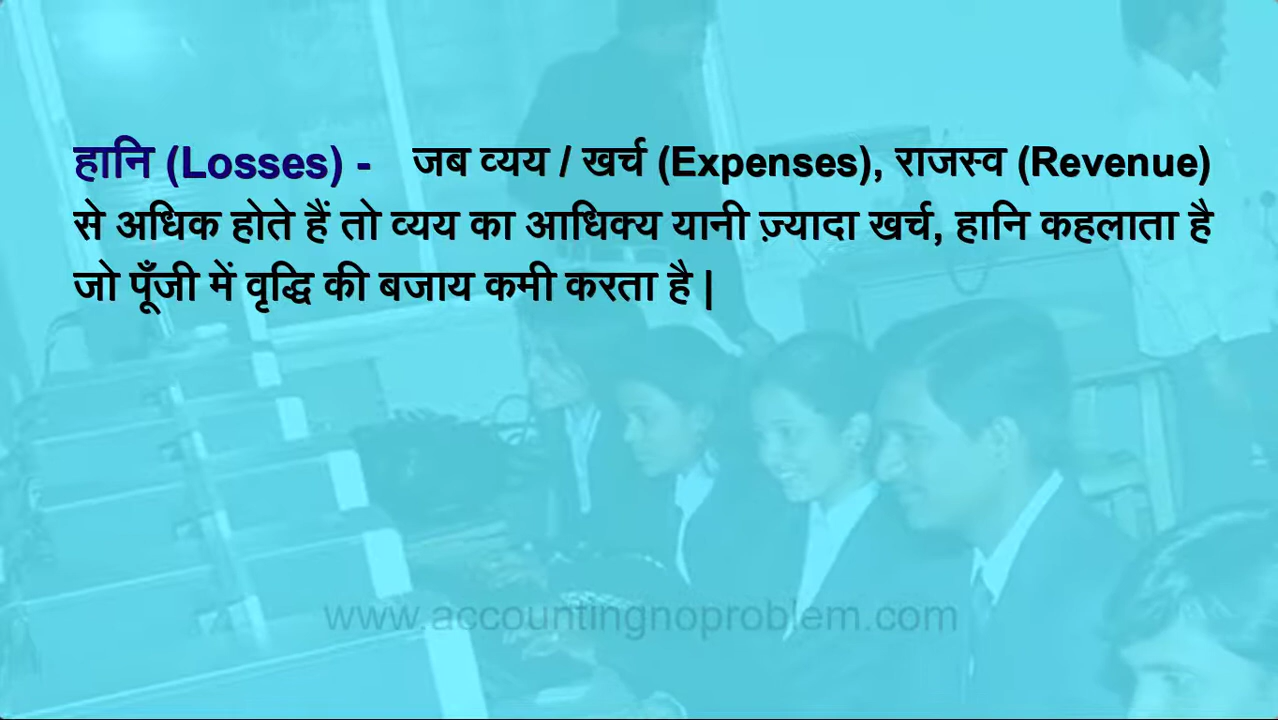 हानि (Losses) - जब व्यय / खर्च (Expenses), राजस्व (Revenue)
से अधिक होते हैं तो व्यय का आधिक्य यानी ज़्यादा खर्च, हानि कहलाता है
जो पूँजी में वृद्धि की बजाय कमी करता है |
www.accountingnoproblem.com